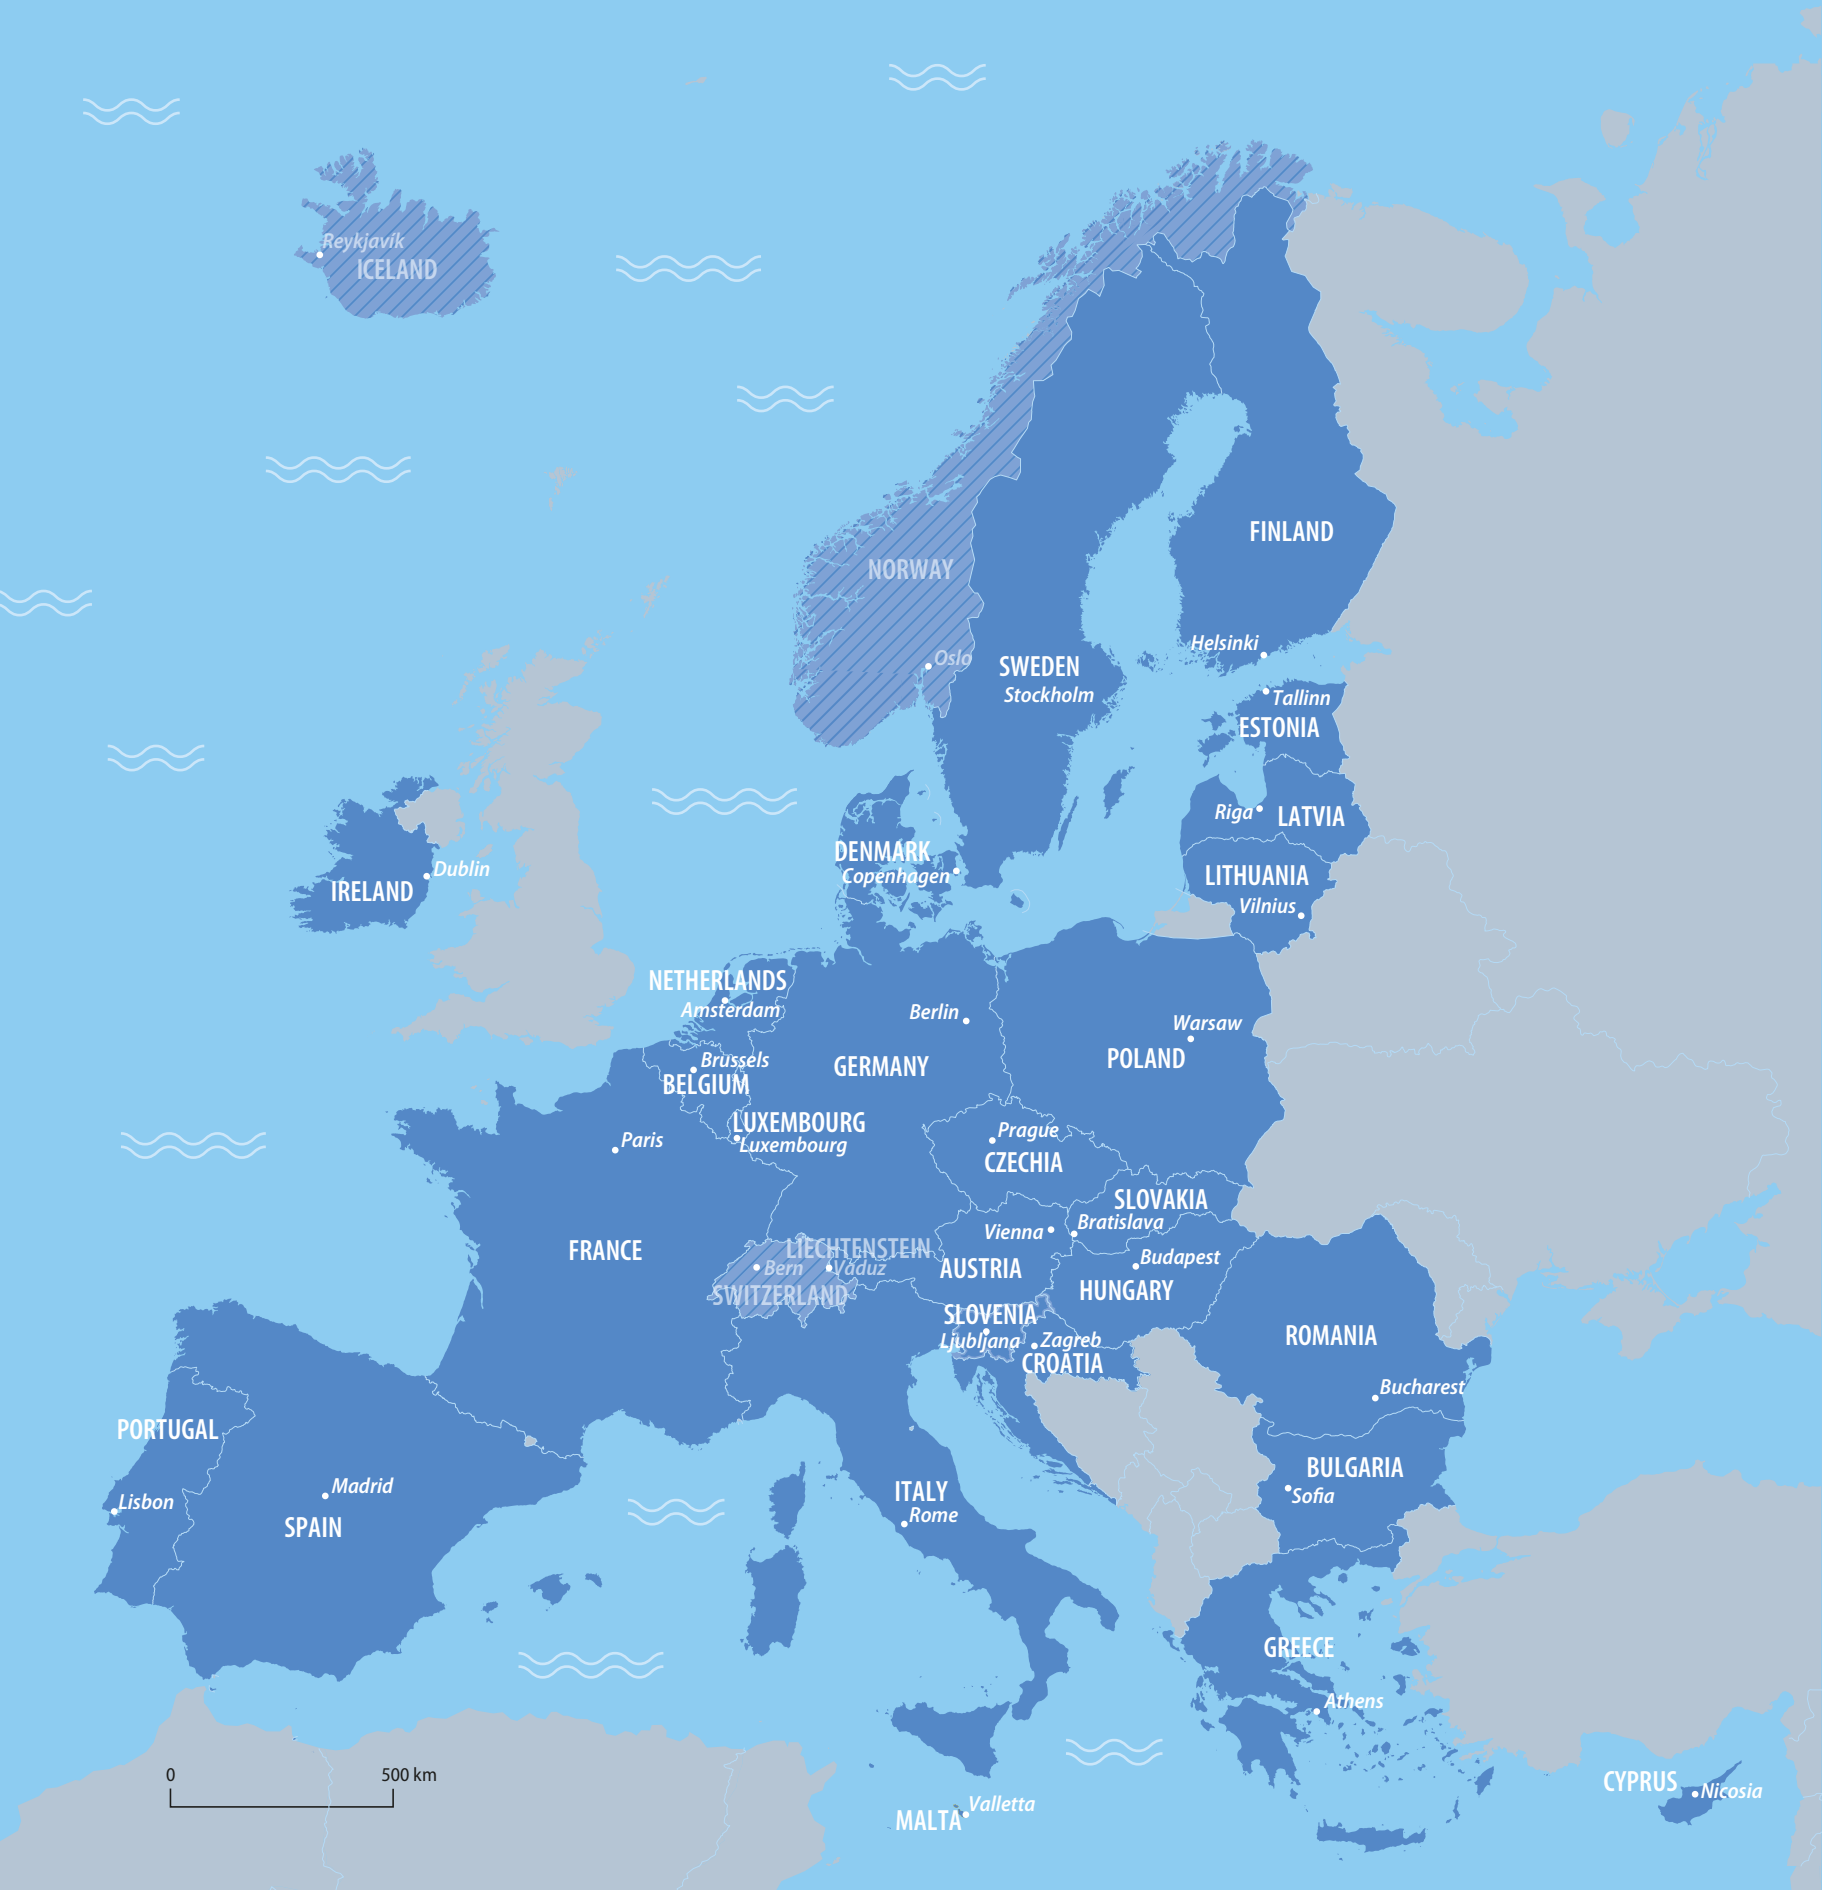 Reykjavík
ICELAND
FINLAND
NORWAY
Helsinki
Oslo
SWEDEN
Stockholm
Tallinn
ESTONIA
Riga
LATVIA
DENMARK
Copenhagen
Dublin
IRELAND
LITHUANIA
Vilnius
NETHERLANDS
Amsterdam
Berlin
Warsaw
POLAND
Brussels
BELGIUM
GERMANY
LUXEMBOURG
Luxembourg
Paris
Prague
CZECHIA
SLOVAKIA
Bratislava
Vienna
FRANCE
LIECHTENSTEIN
Bern
Vaduz
SWITZERLAND
AUSTRIA
Budapest
HUNGARY
SLOVENIA
Ljubljana
Zagreb
CROATIA
ROMANIA
Bucharest
PORTUGAL
Lisbon
Madrid
SPAIN
ITALY
Rome
BULGARIA
Sofia
GREECE
Athens
0
500 km
MALTA
Valletta
CYPRUS
Nicosia